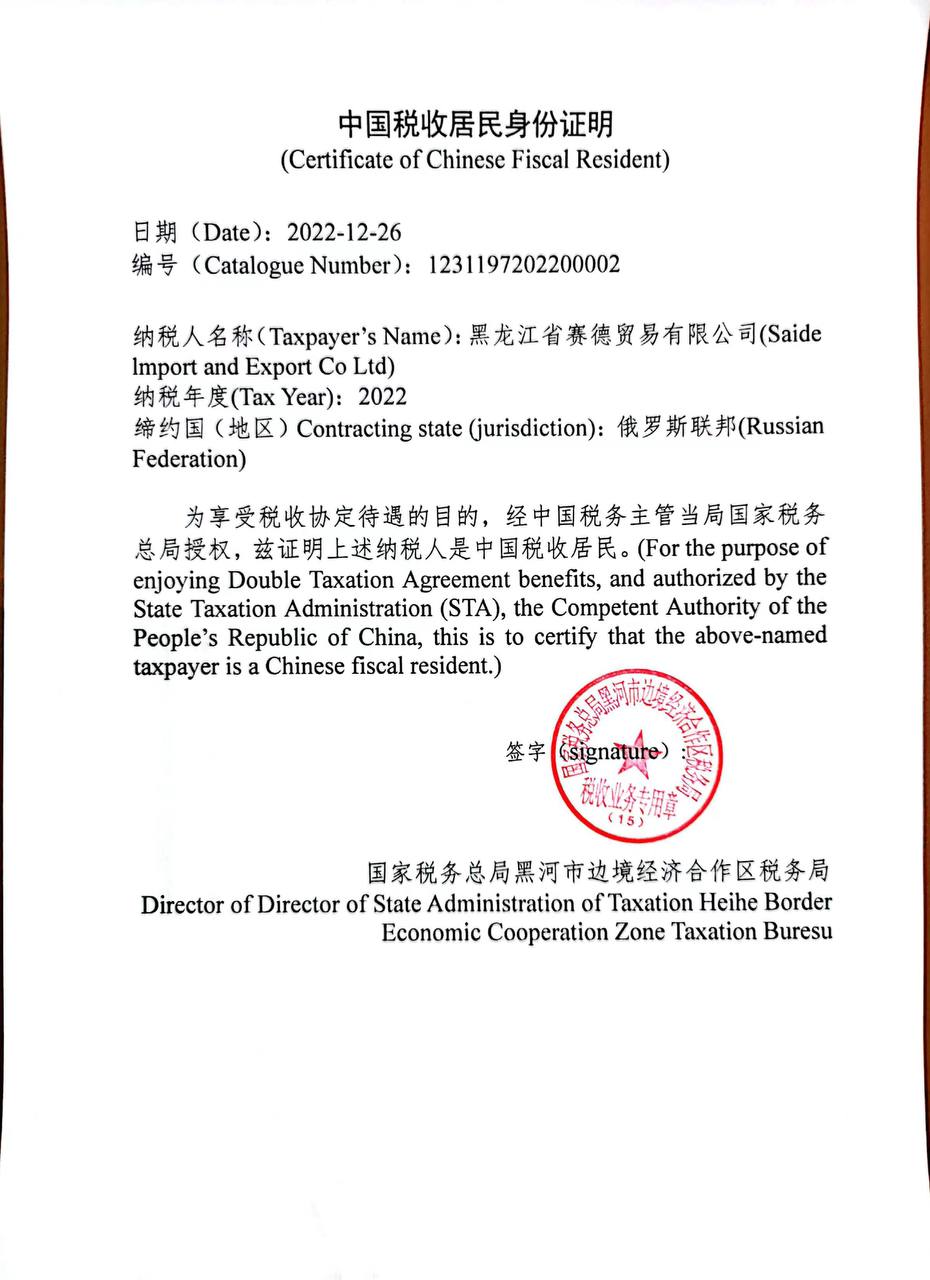 中国税收居民身份证明
(Certificate of Chinese Fiscal Resident)
日期（Date）：2022-12-26
编号（Catalogue Number）：1231197202200002
纳税人名称（Taxpayer’s Name）：黑龙江省赛德贸易有限公司(Saide
lmport and Export Co Ltd)
纳税年度(Tax Year)：2022
缔约国（地区）Contracting state (jurisdiction)：俄罗斯联邦(Russian
Federation)
为享受税收协定待遇的目的，经中国税务主管当局国家税务
总局授权，兹证明上述纳税人是中国税收居民。(For the purpose of
enjoying Double Taxation Agreement benefits, and authorized by the
State Taxation Administration (STA), the Competent Authority of the
People’s Republic of China, this is to certify that the above-named
taxpayer is a Chinese fiscal resident.)
国家税务总局黑河市边境经济合作区税务局
签字（signature）：
税收业务专用章
（15）
国家税务总局黑河市边境经济合作区税务局
Director of Director of State Administration of Taxation Heihe Border
Economic Cooperation Zone Taxation Buresu